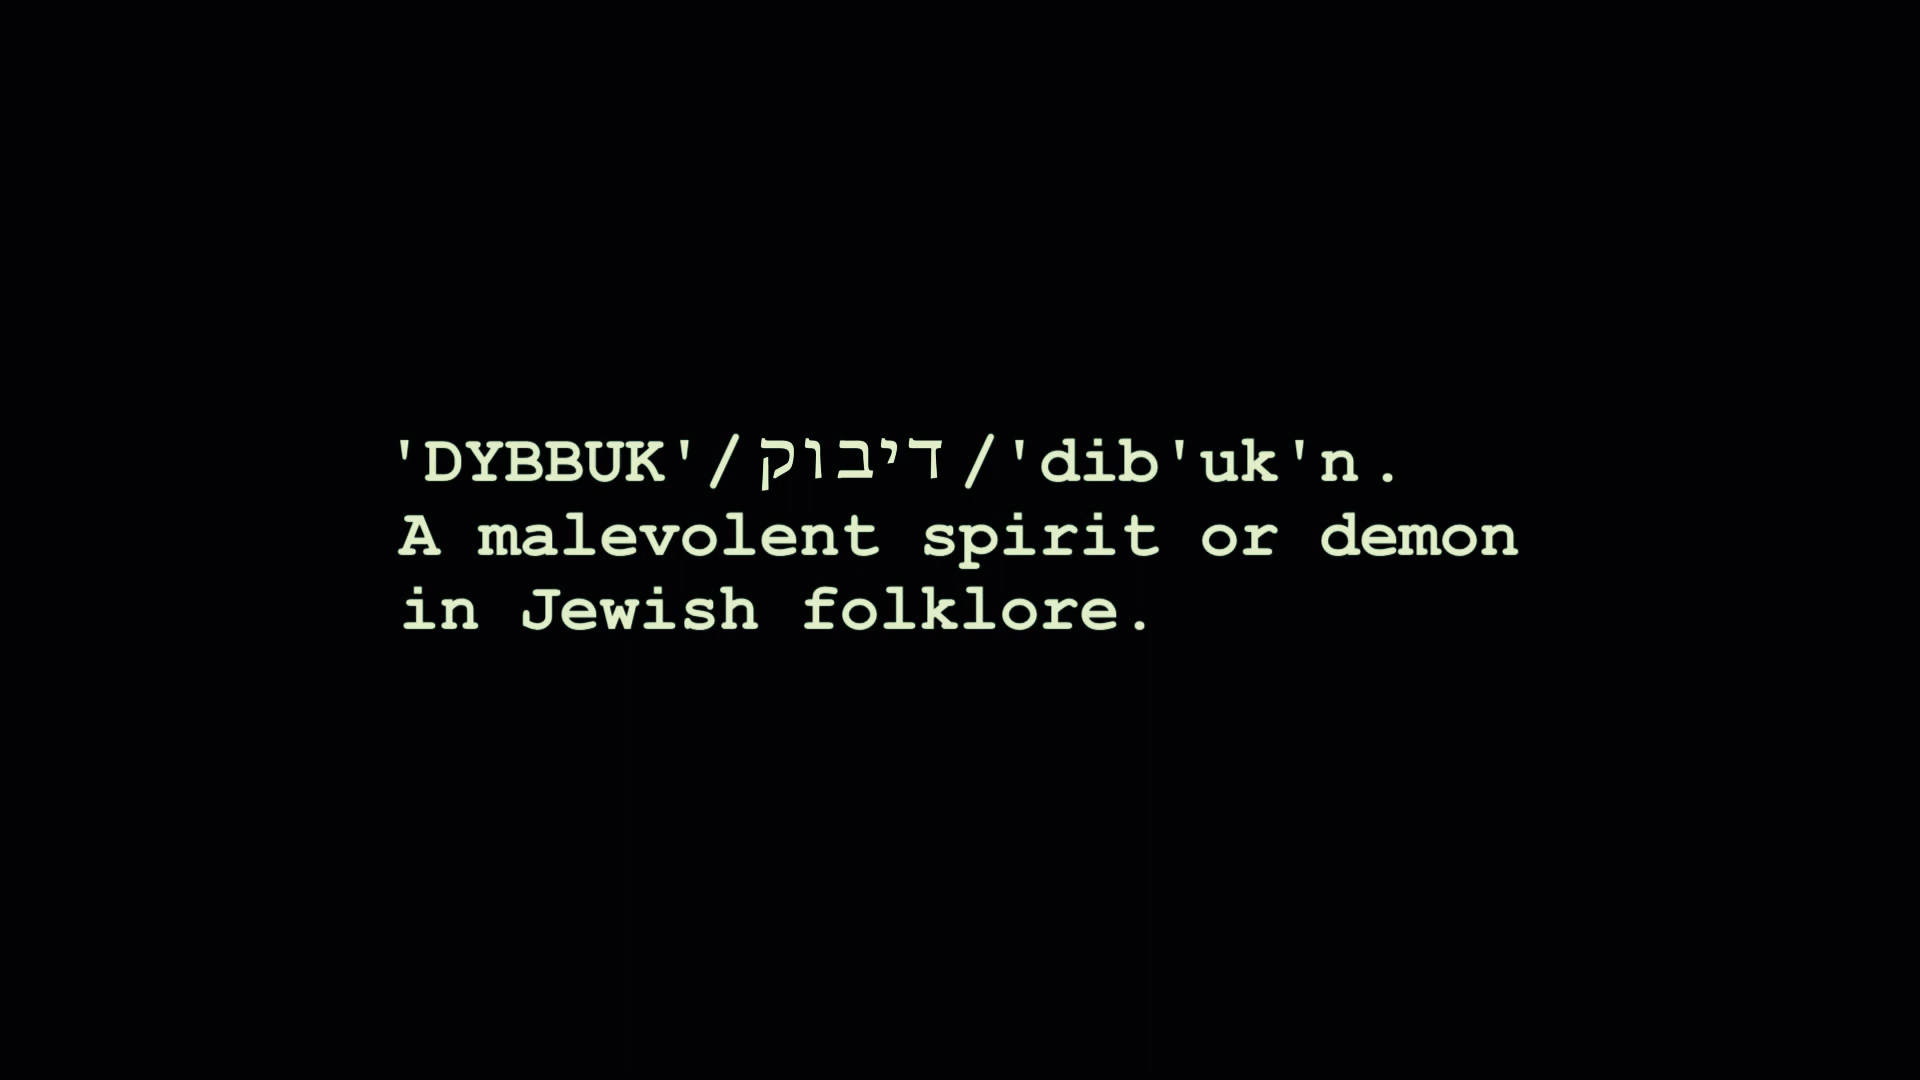 'DYBBUK'/דיבוק/'dib'uk'n.
A malevolent spirit or demon
in Jewish folklore.